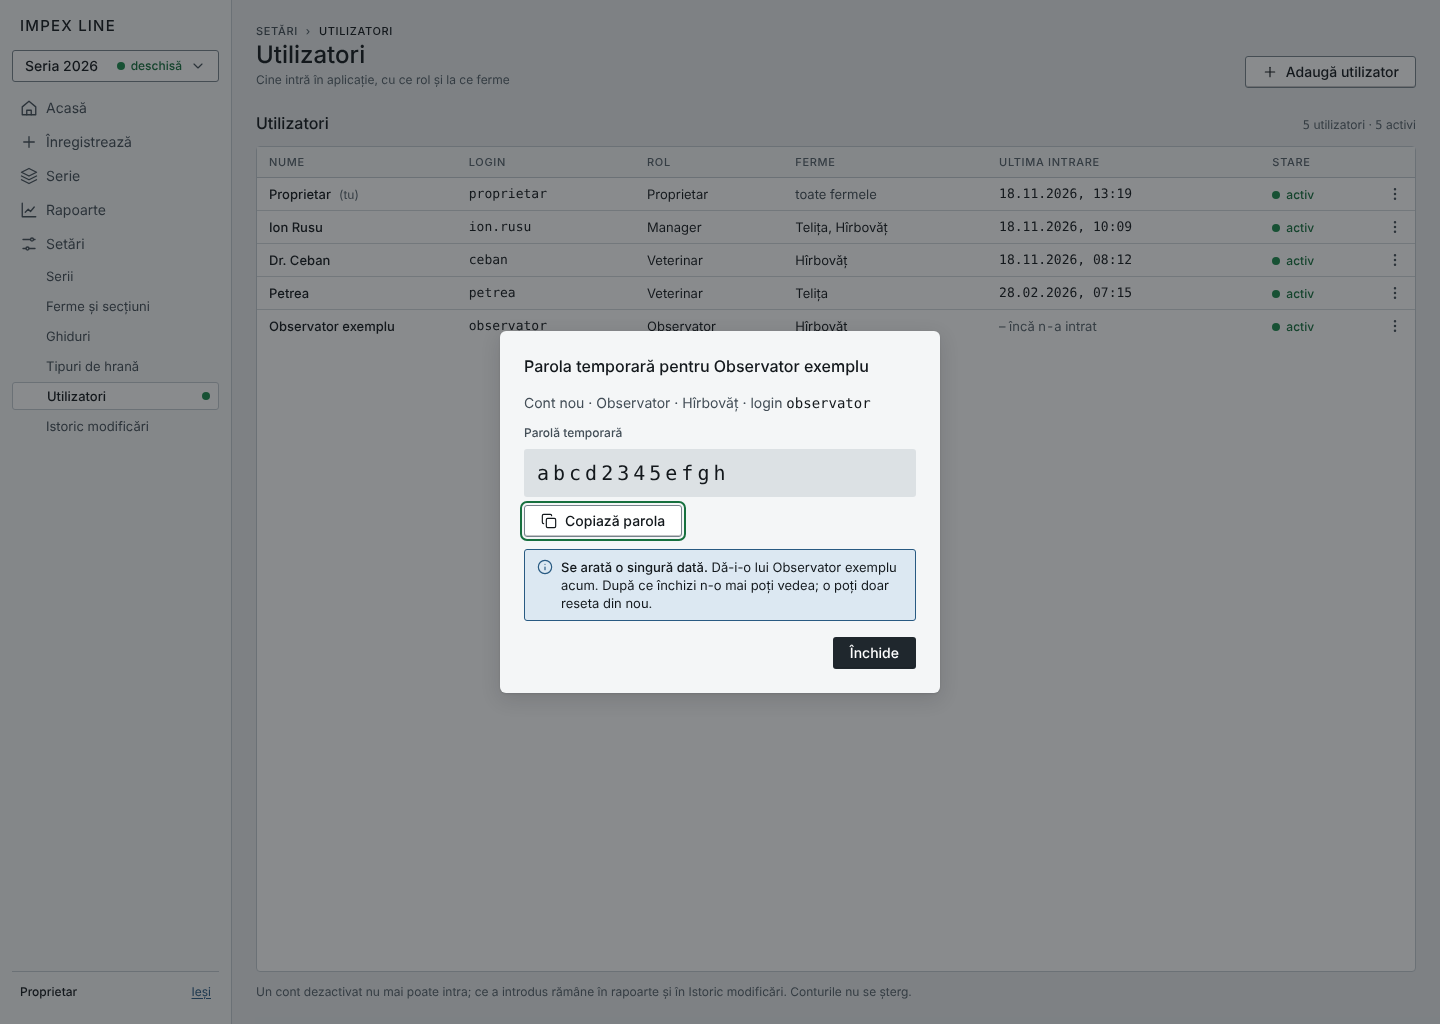 IMPEX LINE
Seria 2026 deschisă
Acasă
Înregistrează
Serie
Rapoarte
Setări
Serii
Ferme și secțiuni
Ghiduri
Tipuri de hrană
Utilizatori
Istoric modificări
Proprietar Ieși
SETĂRI › UTILIZATORI
Utilizatori
Cine intră în aplicație, cu ce rol și la ce ferme
Adaugă utilizator
Utilizatori 5 utilizatori · 5 activi
NUME LOGIN ROL FERME ULTIMA INTRARE STARE
Proprietar (tu) proprietar Proprietar toate fermele 18.11.2026, 13:19 activ
Ion Rusu ion.rusu Manager Telița, Hîrbovăț 18.11.2026, 10:09 activ
Dr. Ceban ceban Veterinar Hîrbovăț 18.11.2026, 08:12 activ
Petrea petrea Veterinar Telița 28.02.2026, 07:15 activ
Observator exemplu observator Observator Hîrbovăț – încă n-a intrat activ
Parola temporară pentru Observator exemplu
Cont nou · Observator · Hîrbovăț · login observator
Parolă temporară
abcd2345efgh
Copiază parola
Se arată o singură dată. Dă-i-o lui Observator exemplu
acum. După ce închizi n-o mai poți vedea; o poți doar
reseta din nou.
Închide
Un cont dezactivat nu mai poate intra; ce a introdus rămâne în rapoarte și în Istoric modificări. Conturile nu se șterg.